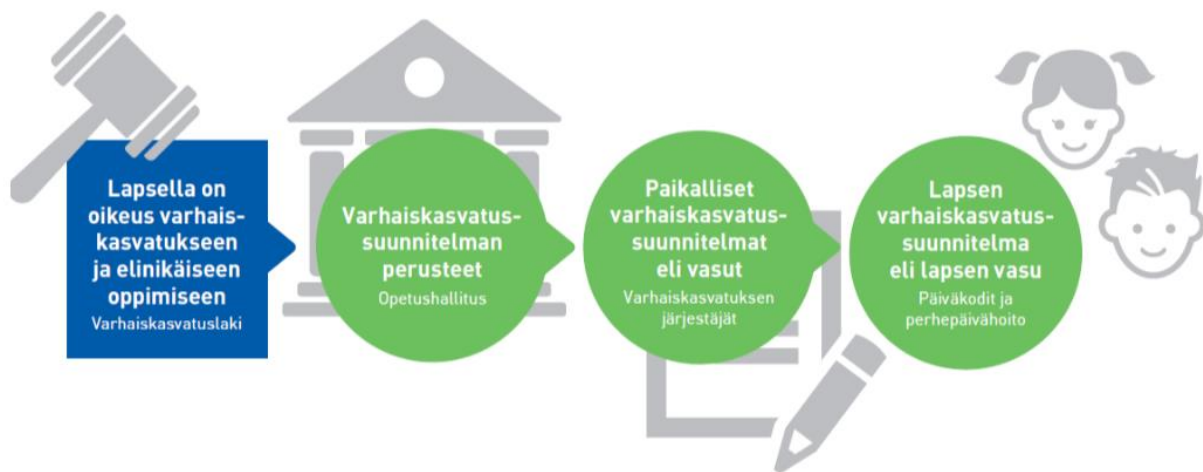 Lapsella on
oikeus varhais-
kasvatukseen
ja elinikäiseen
oppimiseen
Varhaiskasvatuslaki
Varhaiskasvatus-
suunnitelman
perusteet
Opetushallitus
Paikalliset
varhaiskasvatus-
suunnitelmat
eli vasut
Varhaiskasvatuksen
järjestäjät
Lapsen
varhaiskasvatus-
suunnitelma
eli lapsen vasu
Päiväkodit ja
perhepäivähoito